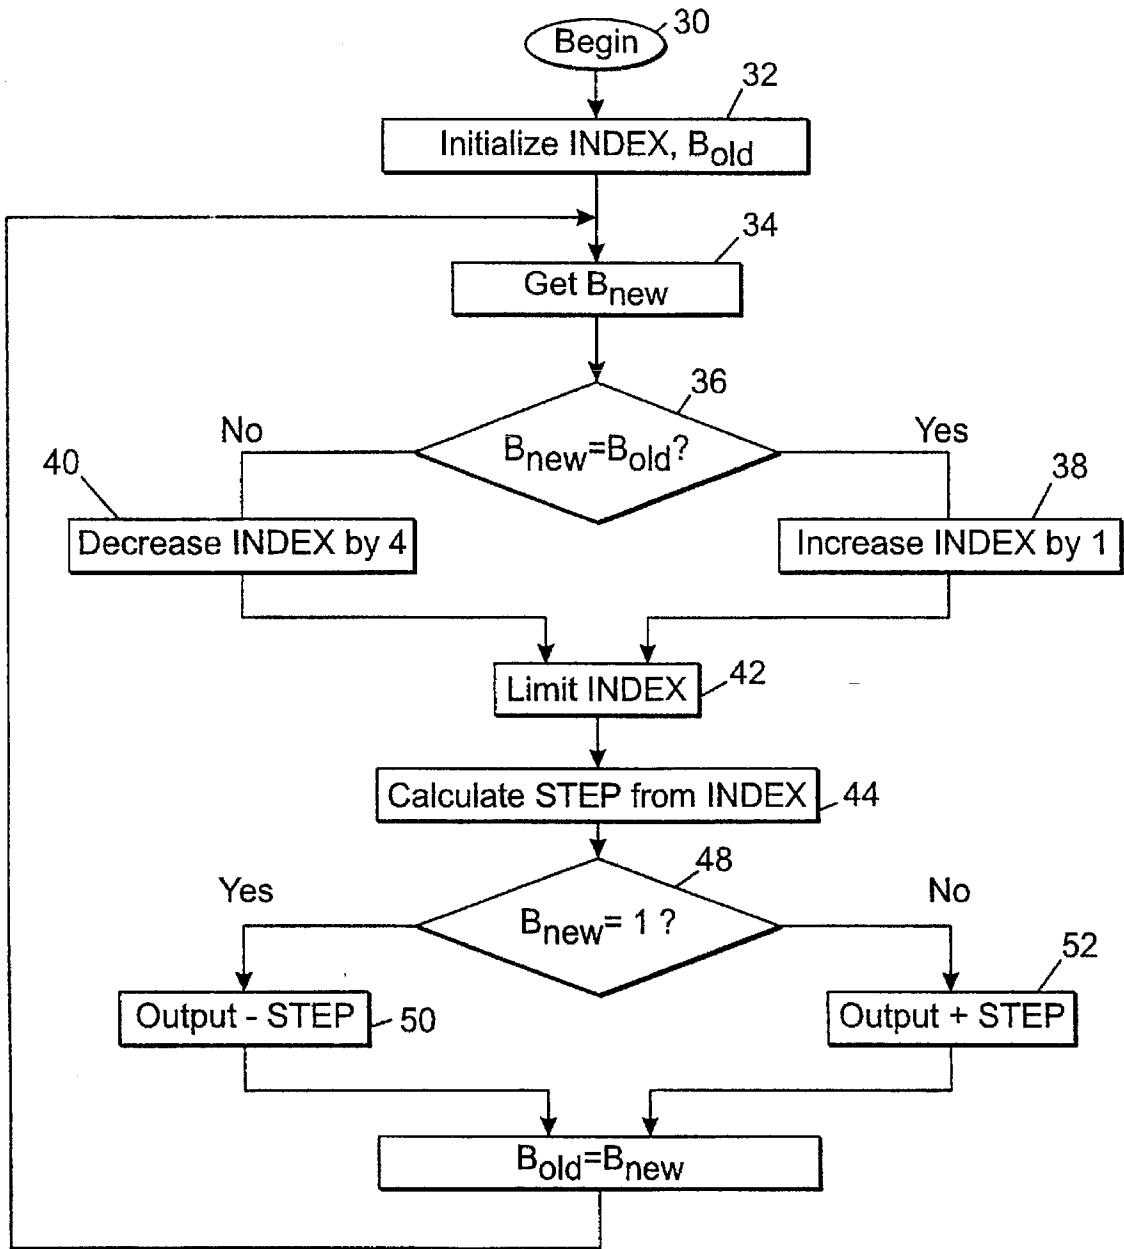 Begin
30
32
Initialize INDEX, Bold
34
Get Bnew
36
No
Bnew=Bold?
Yes
40
38
Decrease INDEX by 4
Increase INDEX by 1
Limit INDEX
42
Calculate STEP from INDEX
44
48
Yes
Bnew= 1 ?
No
52
Output - STEP
50
Output + STEP
Bold=Bnew